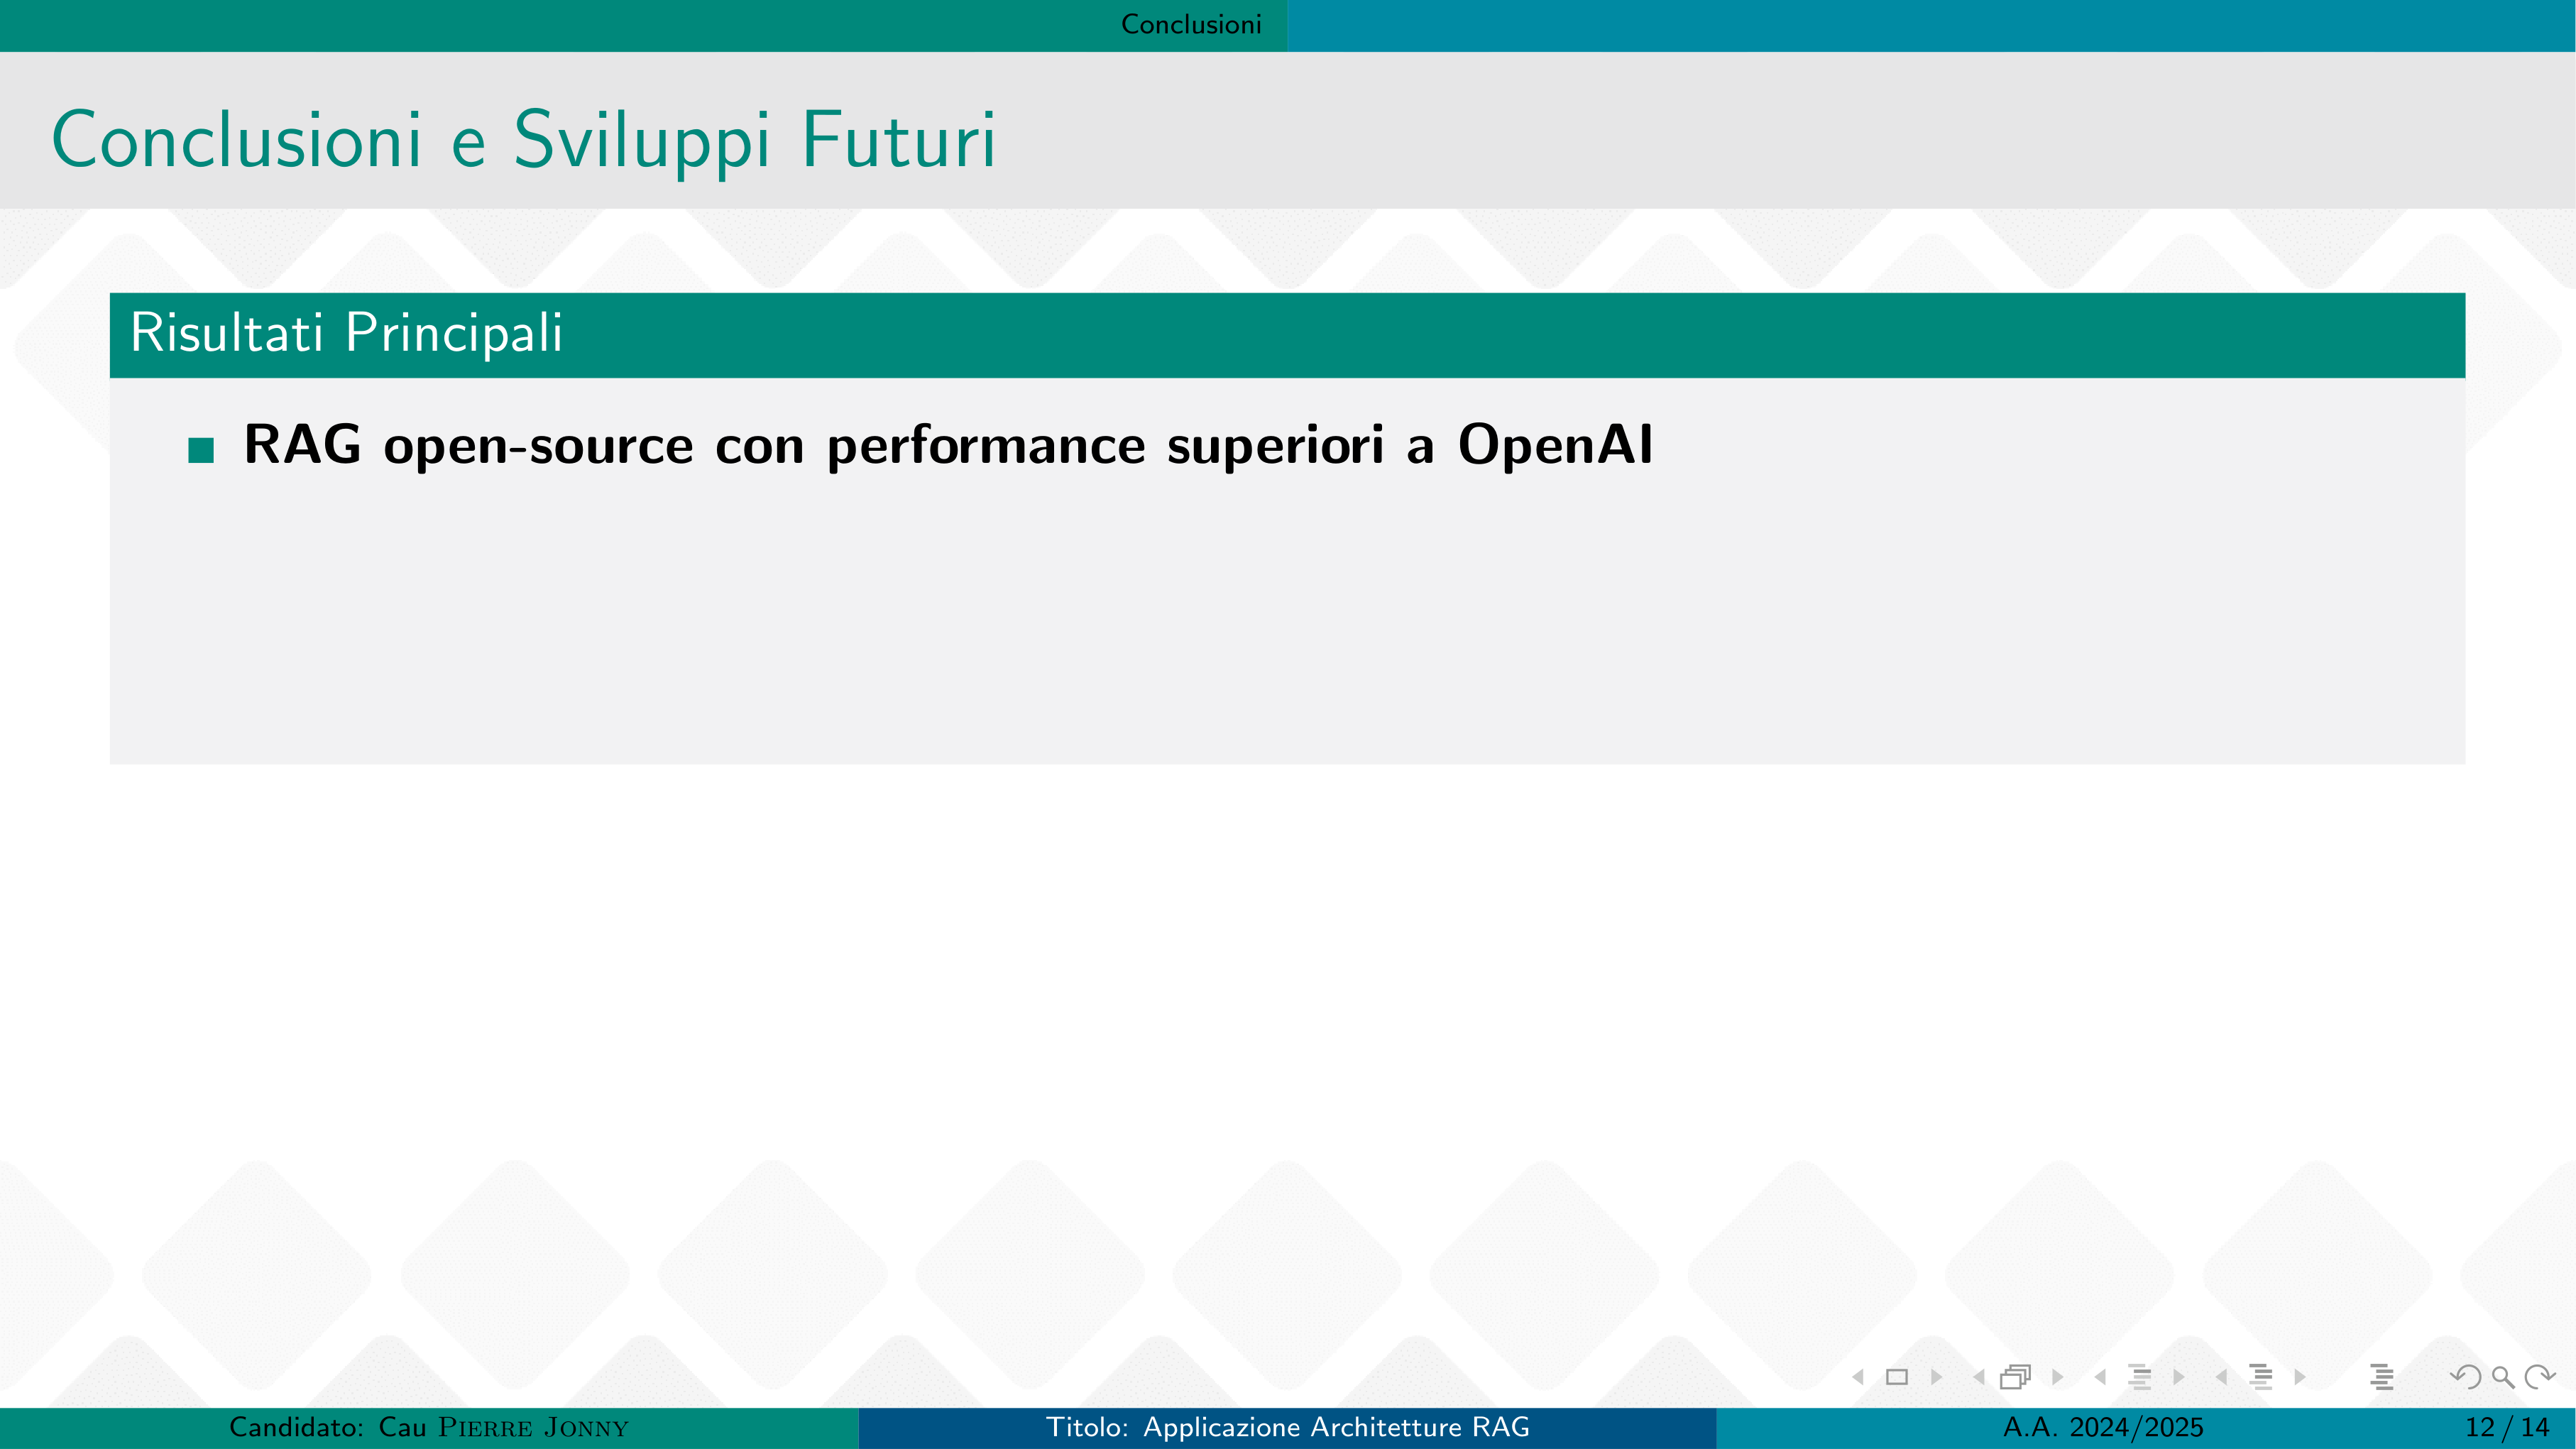 Conclusioni
Conclusioni e Sviluppi Futuri
Risultati Principali
RAG open-source con performance superiori a OpenAI
Candidato: Cau Pierre Jonny
Titolo: Applicazione Architetture RAG
A.A. 2024/2025
12 / 14